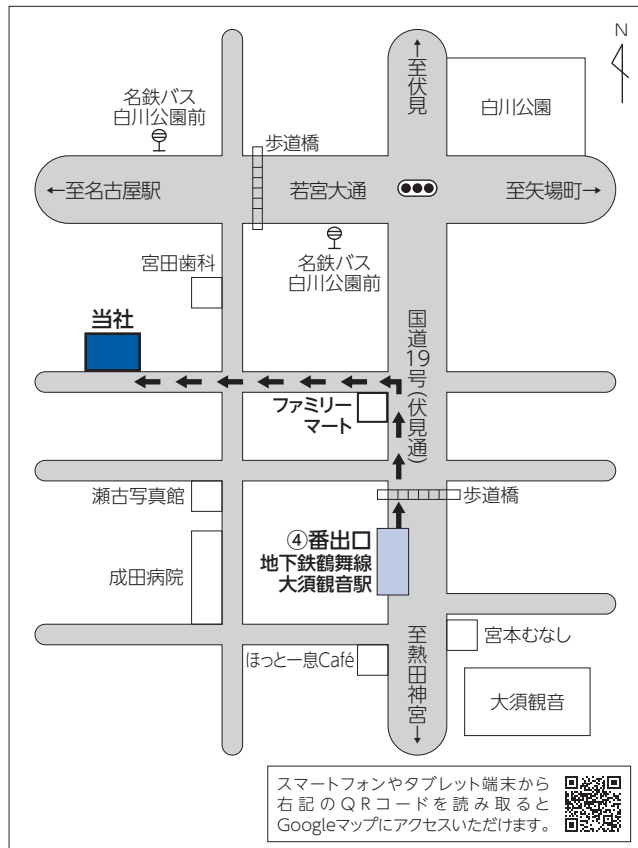 N
↑至伏見
白川公園
名鉄バス
白川公園前
歩道橋
←至名古屋駅
若宮大通
至矢場町→
名鉄バス
白川公園前
宮田歯科
当社
国道19号(伏見通)
ファミリー
マート
瀬古写真館
歩道橋
④番出口
地下鉄鶴舞線
大須観音駅
成田病院
至熱田神宮→
宮本むなし
ほっと一息Café
大須観音
スマートフォンやタブレット端末から
右記のQRコードを読み取ると
Googleマップにアクセスいただけます。